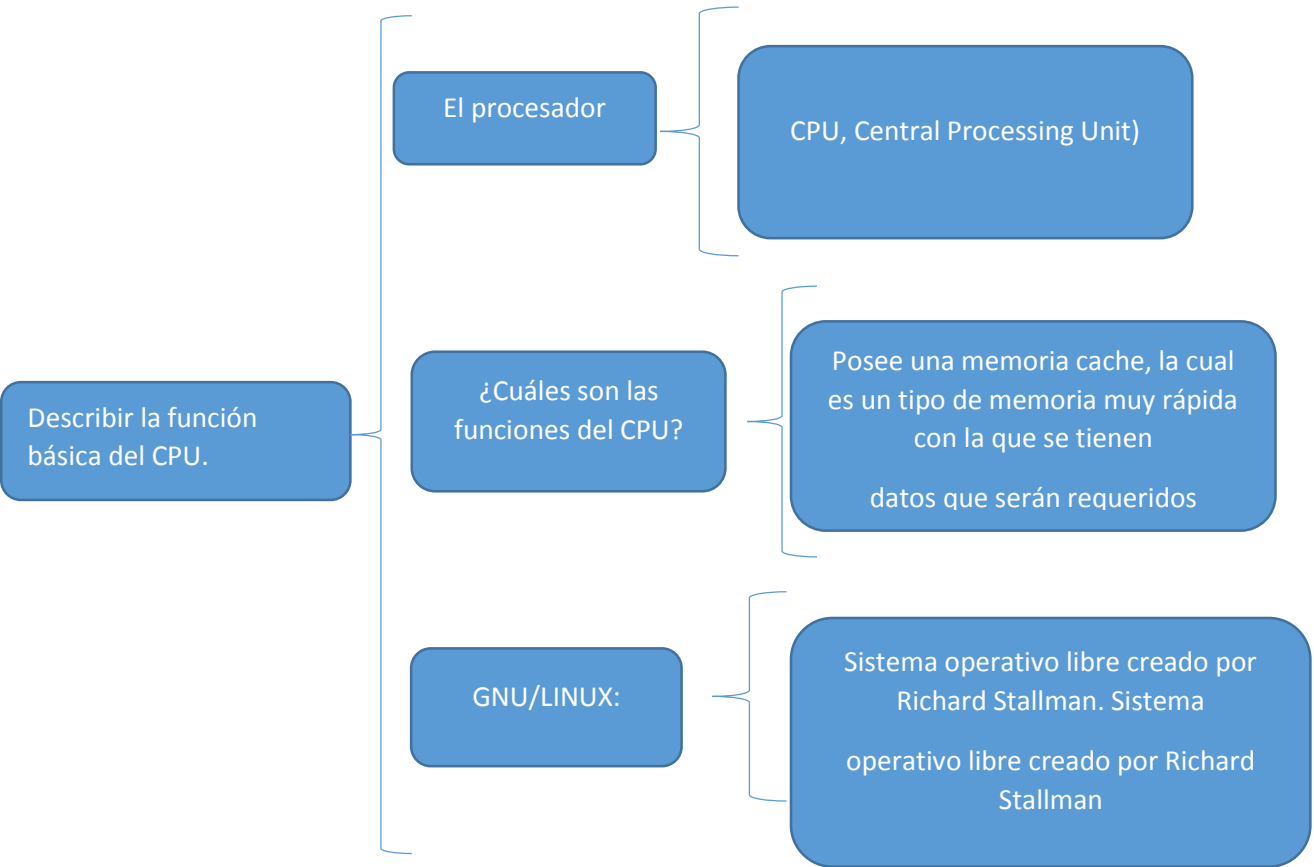 El procesador
CPU, Central Processing Unit)
Describir la función
básica del CPU.
¿Cuáles son las
funciones del CPU?
Posee una memoria cache, la cual
es un tipo de memoria muy rápida
con la que se tienen
datos que serán requeridos
GNU/LINUX:
Sistema operativo libre creado por
Richard Stallman. Sistema
operativo libre creado por Richard
Stallman